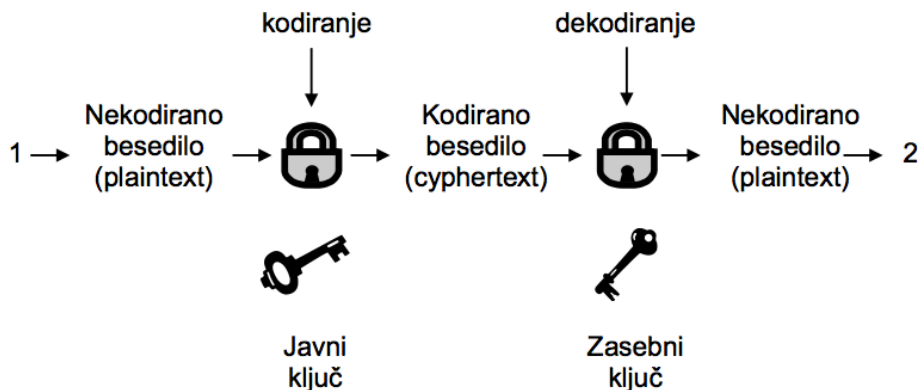 kodiranje
dekodiranje
1
Nekodirano
besedilo
(plaintext)
Kodirano
besedilo
(cyphertext)
Nekodirano
besedilo
(plaintext)
2
Javni
ključ
Zasebni
ključ